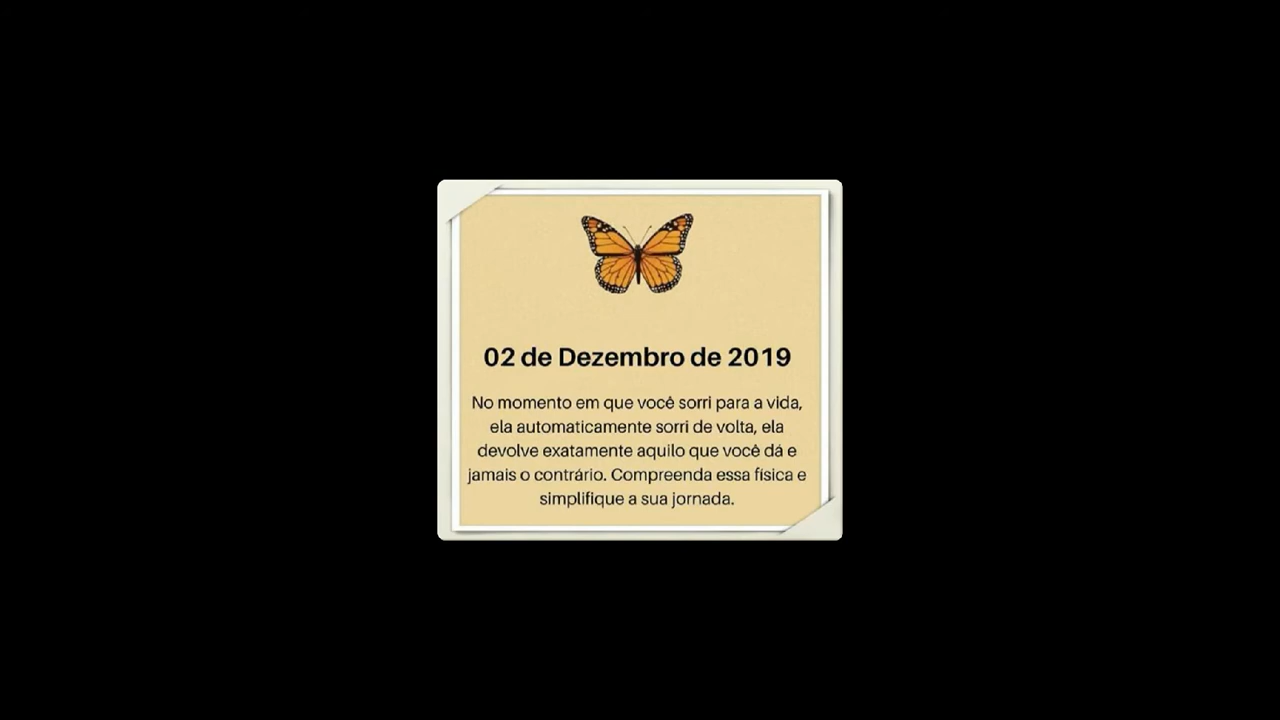 02 de Dezembro de 2019
No momento em que você sorri para a vida,
ela automaticamente sorri de volta, ela
devolve exatamente aquilo que você dá e
jamais o contrário. Compreenda essa física e
simplifique a sua jornada.